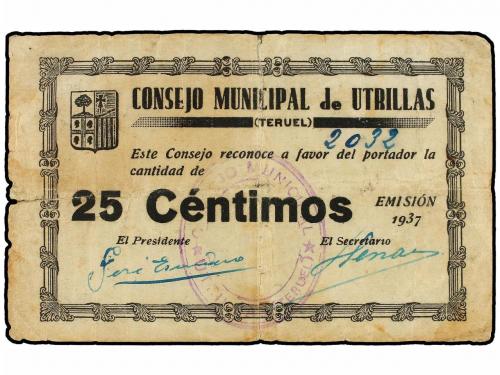 CONSEJO MUNICIPAL de UTRILLAS
(TERUEL)
2032
Este Consejo reconoce a favor del portador la
cantidad de
25 Céntimos
EMISIÓN
1937
El Presidente
El Secretario
José